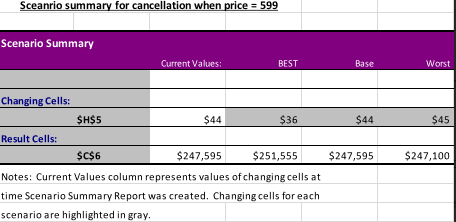 Sceanrio summary for cancellation when price = 599
Scenario Summary
Current Values: BEST Base Worst
Changing Cells:
$H$5 $44 $36 $44 $45
Result Cells:
$C$6 $247,595 $251,555 $247,595 $247,100
Notes: Current Values column represents values of changing cells at
time Scenario Summary Report was created. Changing cells for each
scenario are highlighted in gray.